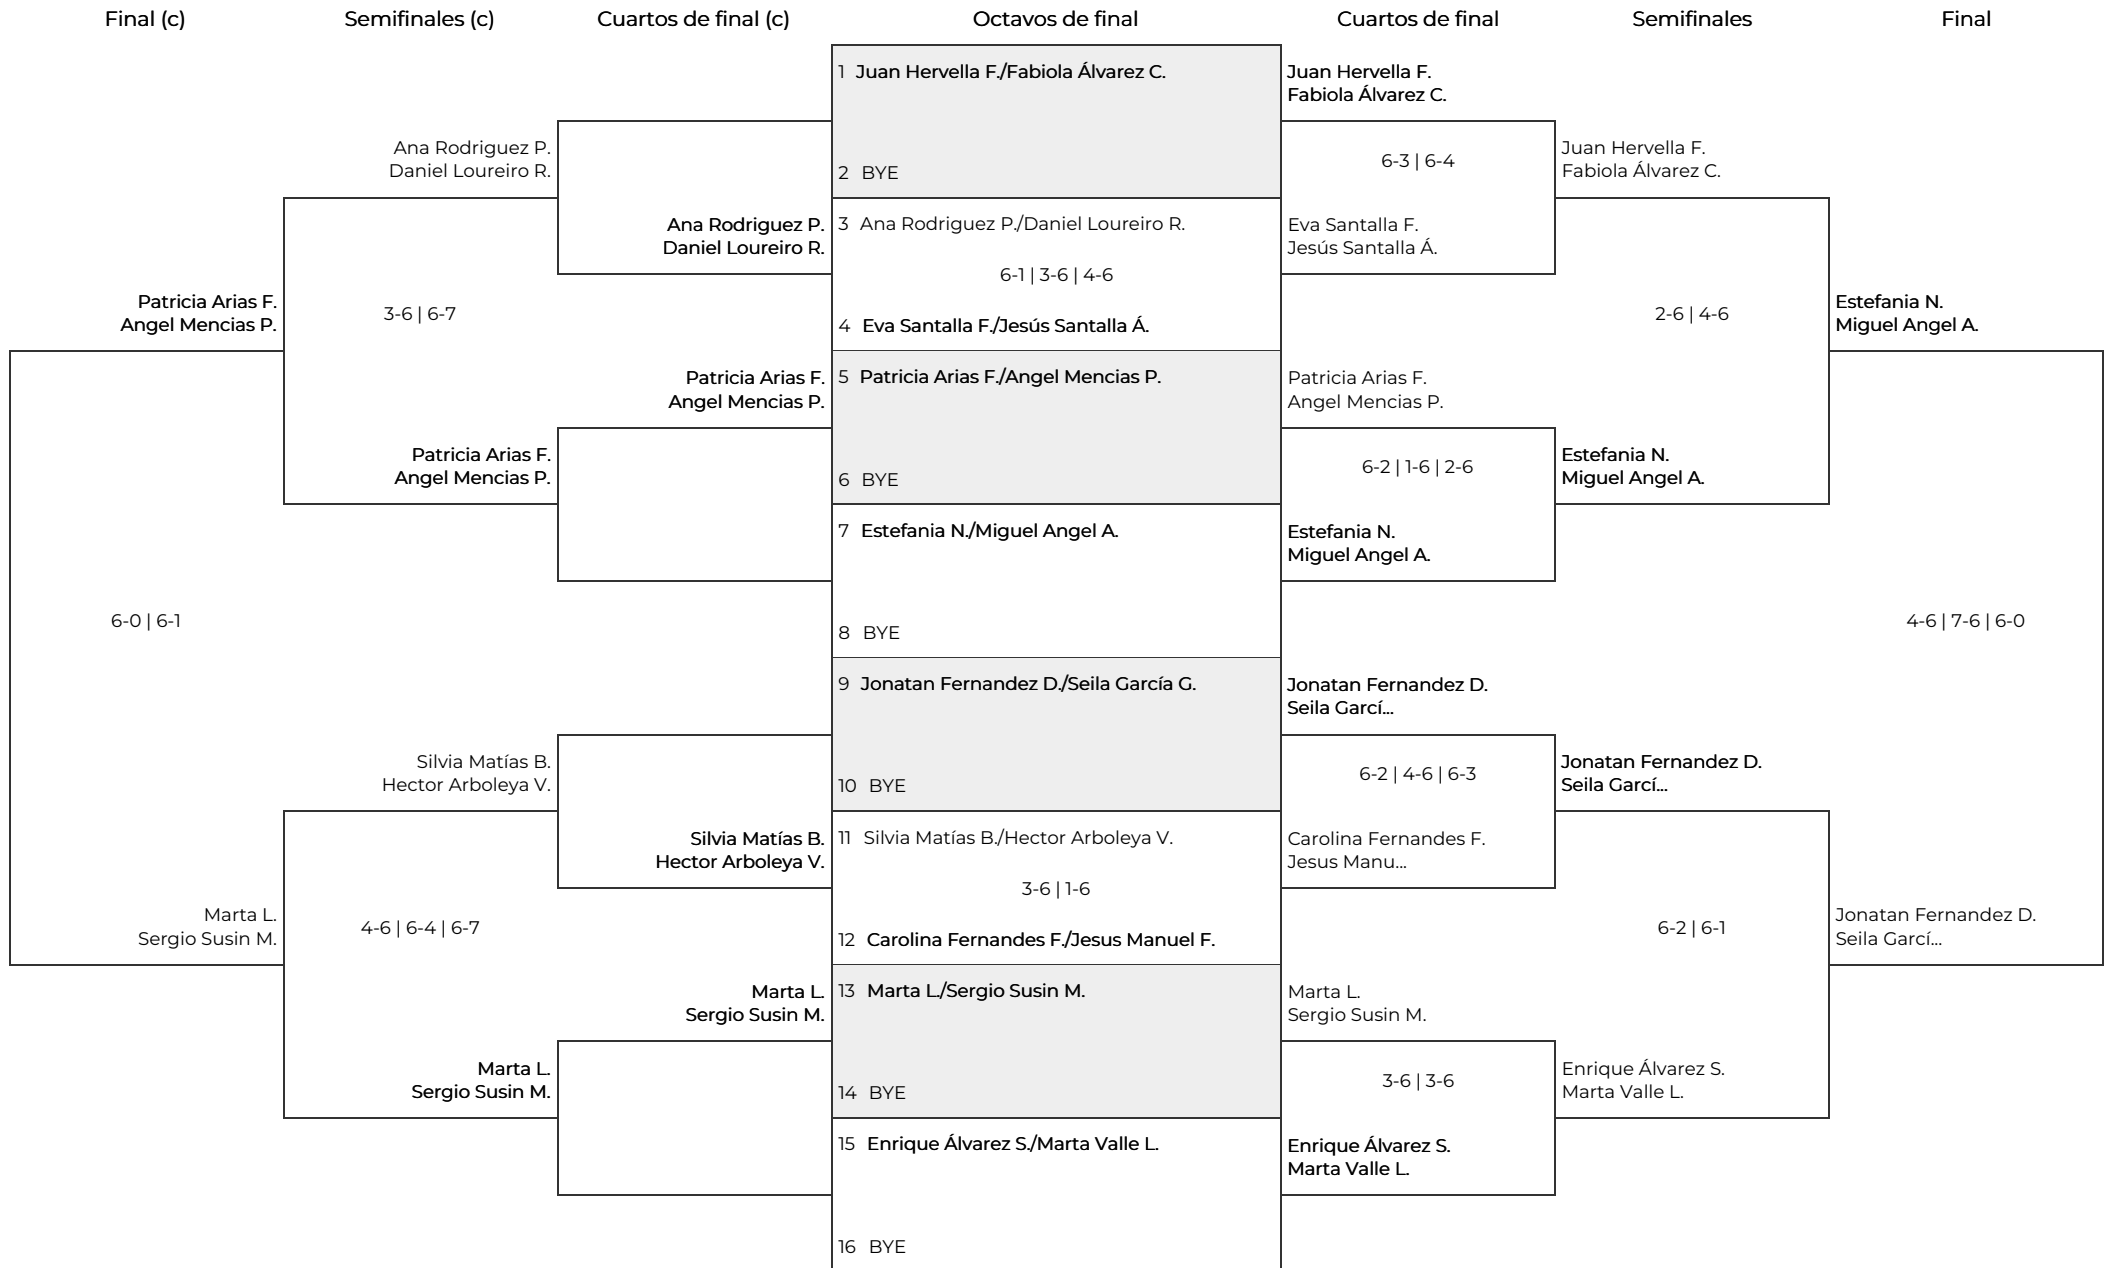 Final (c)
Semifinales (c)
Cuartos de final (c)
Octavos de final
Cuartos de final
Semifinales
Final
Patricia Arias F.
Angel Mencias P.
6-0 | 6-1
Marta L.
Sergio Susin M.
Ana Rodriguez P.
Daniel Loureiro R.
3-6 | 6-7
Patricia Arias F.
Angel Mencias P.
Silvia Matías B.
Hector Arboleya V.
4-6 | 6-4 | 6-7
Marta L.
Sergio Susin M.
Ana Rodriguez P.
Daniel Loureiro R.
Patricia Arias F.
Angel Mencias P.
Silvia Matías B.
Hector Arboleya V.
Marta L.
Sergio Susin M.
1 Juan Hervella F./Fabiola Álvarez C.
2 BYE
3 Ana Rodriguez P./Daniel Loureiro R.
6-1 | 3-6 | 4-6
4 Eva Santalla F./Jesús Santalla Á.
5 Patricia Arias F./Angel Mencias P.
6 BYE
7 Estefania N./Miguel Angel A.
8 BYE
9 Jonatan Fernandez D./Seila García G.
10 BYE
11 Silvia Matías B./Hector Arboleya V.
3-6 | 1-6
12 Carolina Fernandes F./Jesus Manuel F.
13 Marta L./Sergio Susin M.
14 BYE
15 Enrique Álvarez S./Marta Valle L.
16 BYE
Juan Hervella F.
Fabiola Álvarez C.
6-3 | 6-4
Eva Santalla F.
Jesús Santalla Á.
Patricia Arias F.
Angel Mencias P.
6-2 | 1-6 | 2-6
Estefania N.
Miguel Angel A.
Jonatan Fernandez D.
Seila Garcí...
6-2 | 4-6 | 6-3
Carolina Fernandes F.
Jesus Manu...
Marta L.
Sergio Susin M.
3-6 | 3-6
Enrique Álvarez S.
Marta Valle L.
Juan Hervella F.
Fabiola Álvarez C.
2-6 | 4-6
Estefania N.
Miguel Angel A.
Jonatan Fernandez D.
Seila Garcí...
6-2 | 6-1
Enrique Álvarez S.
Marta Valle L.
Estefania N.
Miguel Angel A.
4-6 | 7-6 | 6-0
Jonatan Fernandez D.
Seila Garcí...